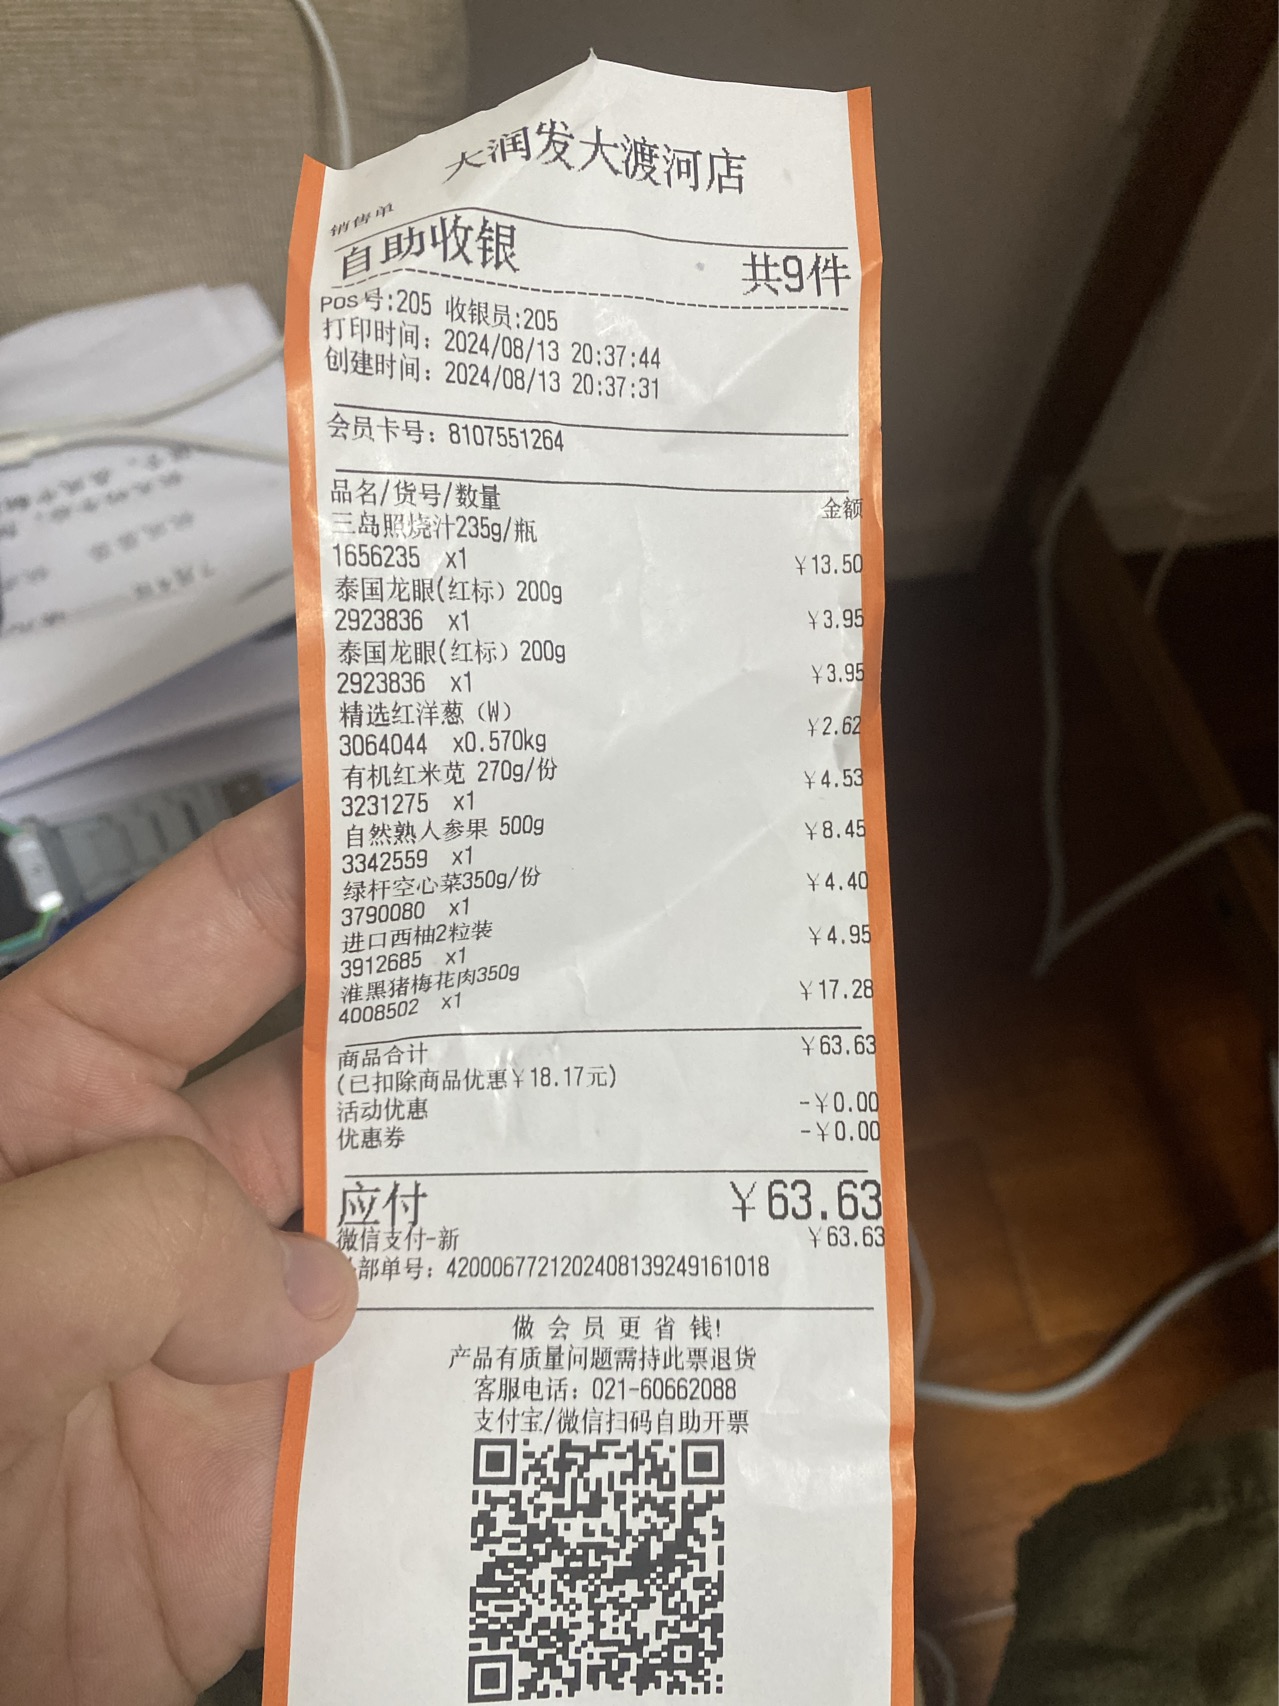 大润发大渡河店
销售单
自助收银 共9件
POS号:205 收银员:205
打印时间: 2024/08/13 20:37:44
创建时间: 2024/08/13 20:37:31
会员卡号: 8107551264
品名/货号/数量 金额
三岛照烧汁235g/瓶
1656235 x1 ¥13.50
泰国龙眼(红标) 200g
2923836 x1 ¥3.95
泰国龙眼(红标) 200g
2923836 x1 ¥3.95
精选红洋葱 (W)
3064044 x0.570kg ¥2.62
有机红米苋 270g/份
3231275 x1 ¥4.53
自然熟人参果 500g
3342559 x1 ¥8.45
绿杆空心菜350g/份
3790080 x1 ¥4.40
进口西柚2粒装
3912685 x1 ¥4.95
淮黑猪梅花肉350g
4008502 x1 ¥17.28
商品合计 ¥63.63
(已扣除商品优惠¥18.17元)
活动优惠 -¥0.00
优惠券 -¥0.00
应付 ¥63.63
微信支付-新 ¥63.63
部单号: 4200067721202408139249161018
做会员更省钱!
产品有质量问题需持此票退货
客服电话: 021-60662088
支付宝/微信扫码自助开票